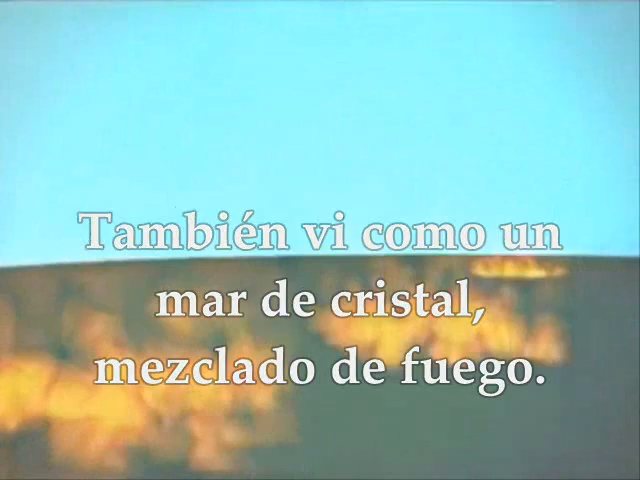 También vi como un
mar de cristal,
mezclado de fuego.